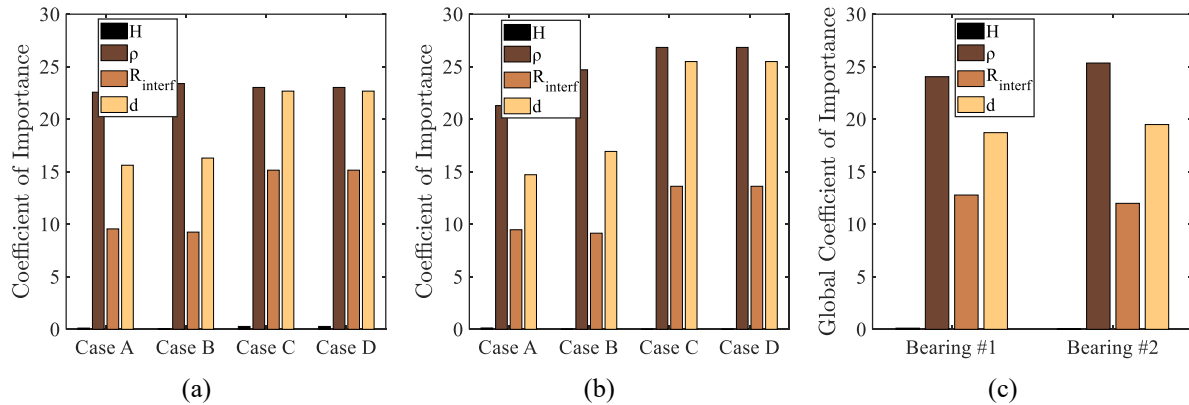 Coefficient of Importance
30
25
20
15
10
5
0
H
ρ
R_interf
d
Case A Case B Case C Case D
(a)
Coefficient of Importance
30
25
20
15
10
5
0
H
ρ
R_interf
d
Case A Case B Case C Case D
(b)
Global Coefficient of Importance
30
25
20
15
10
5
0
H
ρ
R_interf
d
Bearing #1 Bearing #2
(c)